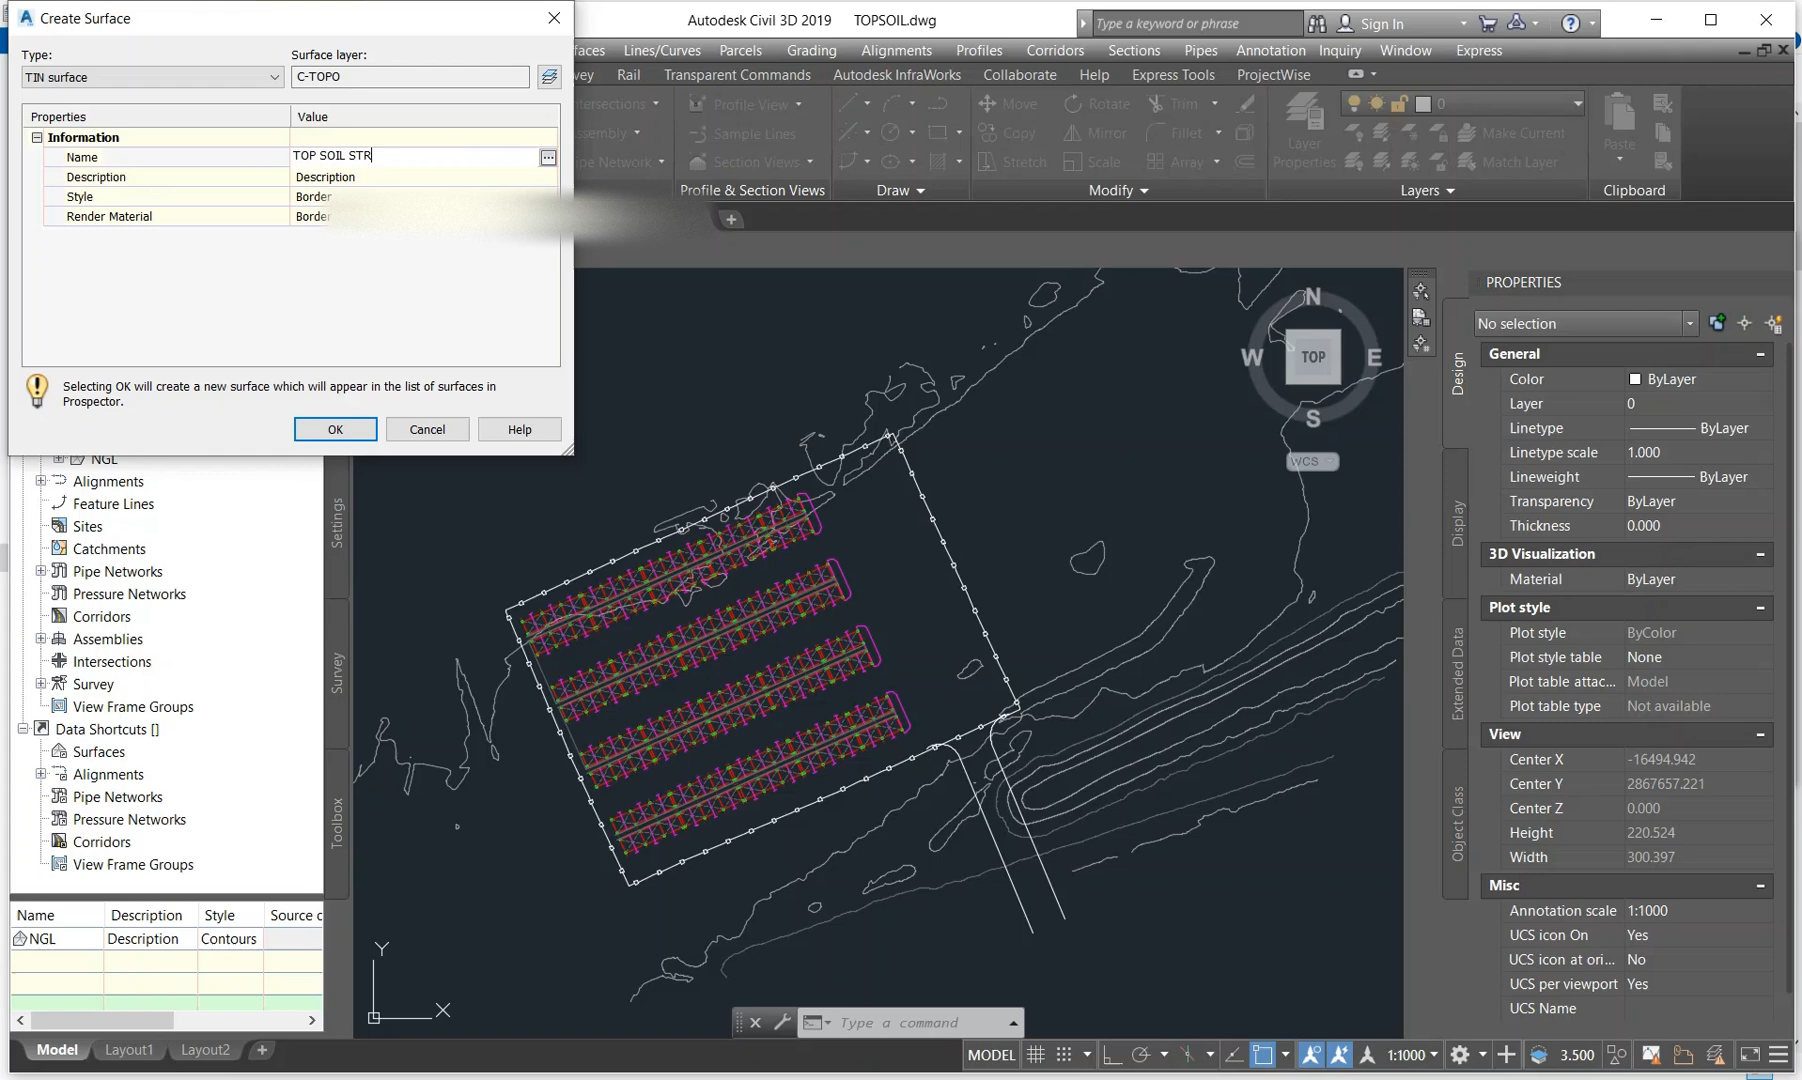 Create Surface
Autodesk Civil 3D 2019 TOPSOIL.dwg
Type a keyword or phrase
Sign In
Type:
Surface layer:
TIN surface
C-TOPO
Properties
Value
Information
Name
TOP SOIL STR
Description
Description
Style
Border
Render Material
Border
Selecting OK will create a new surface which will appear in the list of surfaces in
Prospector.
OK
Cancel
Help
Lines/Curves Parcels Grading Alignments Profiles Corridors Sections Pipes Annotation Inquiry Window Express
Rail Transparent Commands Autodesk InfraWorks Collaborate Help Express Tools ProjectWise
Profile View
Sample Lines
Section Views
Profile & Section Views
Move
Rotate
Trim
Copy
Mirror
Fillet
Stretch
Scale
Array
Draw
Modify
Layer
Properties
0
Make Current
Match Layer
Layers
Paste
Clipboard
NGL
Alignments
Feature Lines
Sites
Catchments
Pipe Networks
Pressure Networks
Corridors
Assemblies
Intersections
Survey
View Frame Groups
Data Shortcuts []
Surfaces
Alignments
Pipe Networks
Pressure Networks
Corridors
View Frame Groups
Settings
Survey
Toolbox
Name Description Style Source c
NGL Description Contours
N
W
TOP
E
S
WCS
Y
X
Type a command
PROPERTIES
No selection
Design
Display
Extended Data
Object Class
General
Color ByLayer
Layer 0
Linetype ByLayer
Linetype scale 1.000
Lineweight ByLayer
Transparency ByLayer
Thickness 0.000
3D Visualization
Material ByLayer
Plot style
Plot style ByColor
Plot style table None
Plot table attac... Model
Plot table type Not available
View
Center X -16494.942
Center Y 2867657.221
Center Z 0.000
Height 220.524
Width 300.397
Misc
Annotation scale 1:1000
UCS icon On Yes
UCS icon at ori... No
UCS per viewport Yes
UCS Name
Model Layout1 Layout2
MODEL
1:1000
3.500